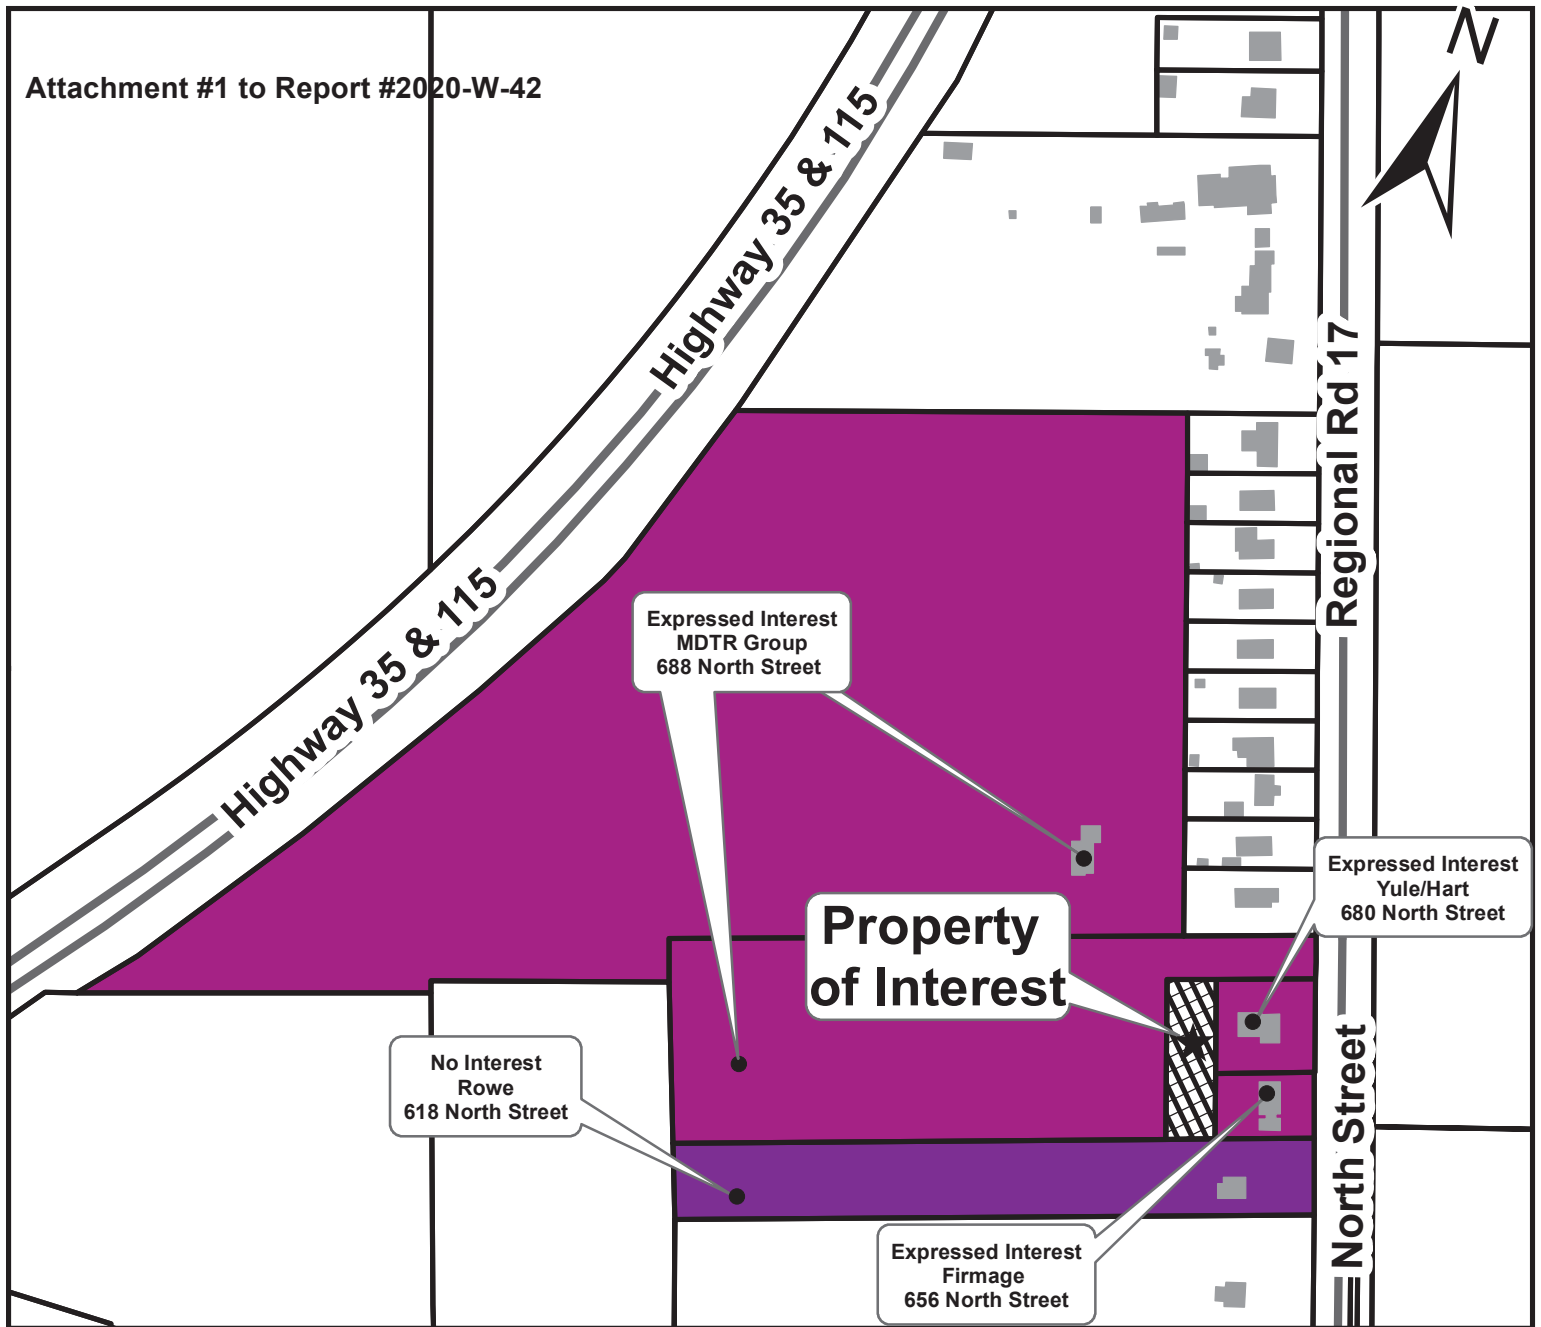 N
Attachment #1 to Report #2020-W-42
Highway 35 & 115
Regional Rd 17
Highway 35 & 115
Expressed Interest
MDTR Group
688 North Street
Expressed Interest
Yule/Hart
680 North Street
Property
of Interest
No Interest
Rowe
618 North Street
North Street
Expressed Interest
Firmage
656 North Street